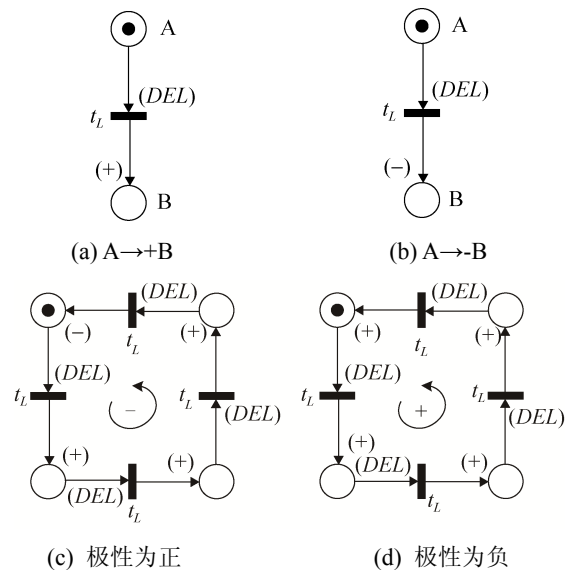 A
A
(DEL)
(DEL)
t_L
t_L
(+)
(−)
B
B
(a) A→+B
(b) A→-B
(DEL)
(DEL)
(−)
(+)
(+)
(+)
t_L
t_L
(DEL)
(DEL)
t_L
t_L
t_L
t_L
−
+
(DEL)
(DEL)
(+)
(+)
(+)
(+)
(DEL)
(DEL)
t_L
t_L
(c) 极性为正
(d) 极性为负